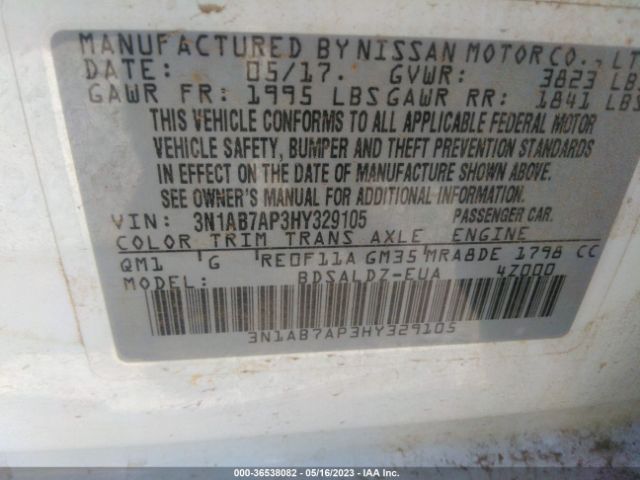 MANUFACTURED BY NISSAN MOTOR CO., LT
DATE: 05/17. GVWR: 3823 LBS
GAWR FR: 1995 LBS GAWR RR: 1841 LBS
THIS VEHICLE CONFORMS TO ALL APPLICABLE FEDERAL MOTOR
VEHICLE SAFETY, BUMPER AND THEFT PREVENTION STANDARDS
IN EFFECT ON THE DATE OF MANUFACTURE SHOWN ABOVE.
SEE OWNER'S MANUAL FOR ADDITIONAL INFORMATION.
VIN: 3N1AB7AP3HY329105 PASSENGER CAR.
COLOR TRIM TRANS AXLE ENGINE
QM1 G RE0F11A GM35 MRA8DE 1798 CC
MODEL: BDSALDZ-EUA 4Z000
3N1AB7AP3HY329105
000-36538082 - 05/16/2023 - IAA Inc.